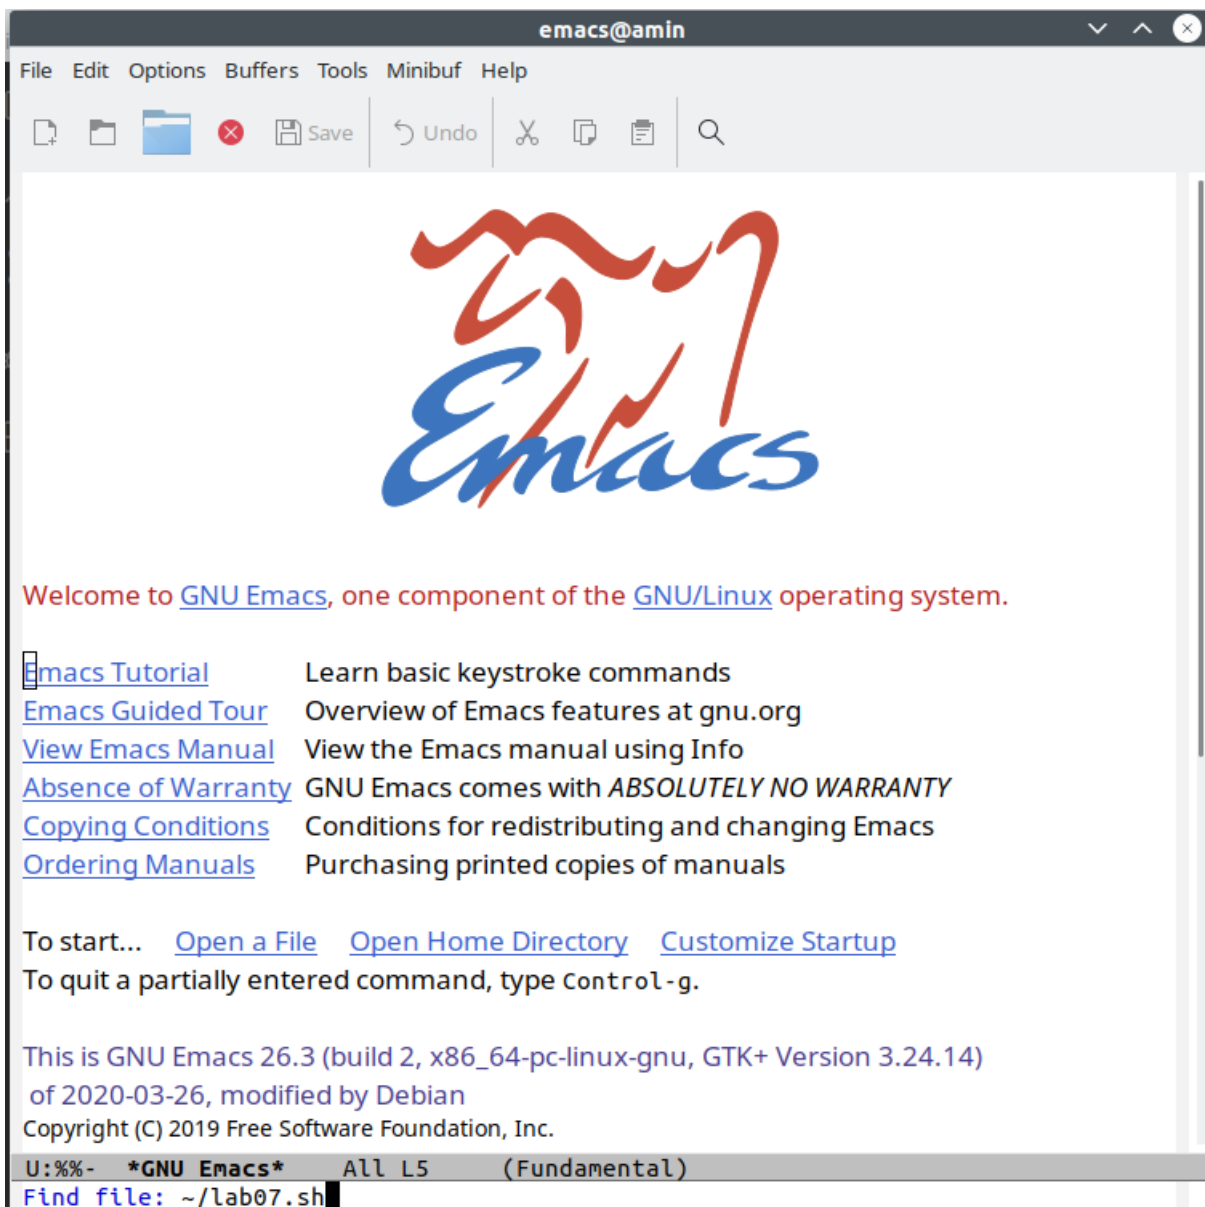 emacs@amin
File Edit Options Buffers Tools Minibuf Help
Save Undo
Emacs
Welcome to GNU Emacs, one component of the GNU/Linux operating system.
Emacs Tutorial Learn basic keystroke commands
Emacs Guided Tour Overview of Emacs features at gnu.org
View Emacs Manual View the Emacs manual using Info
Absence of Warranty GNU Emacs comes with ABSOLUTELY NO WARRANTY
Copying Conditions Conditions for redistributing and changing Emacs
Ordering Manuals Purchasing printed copies of manuals
To start... Open a File Open Home Directory Customize Startup
To quit a partially entered command, type Control-g.
This is GNU Emacs 26.3 (build 2, x86_64-pc-linux-gnu, GTK+ Version 3.24.14)
of 2020-03-26, modified by Debian
Copyright (C) 2019 Free Software Foundation, Inc.
U:%%- *GNU Emacs* All L5 (Fundamental)
Find file: ~/lab07.sh